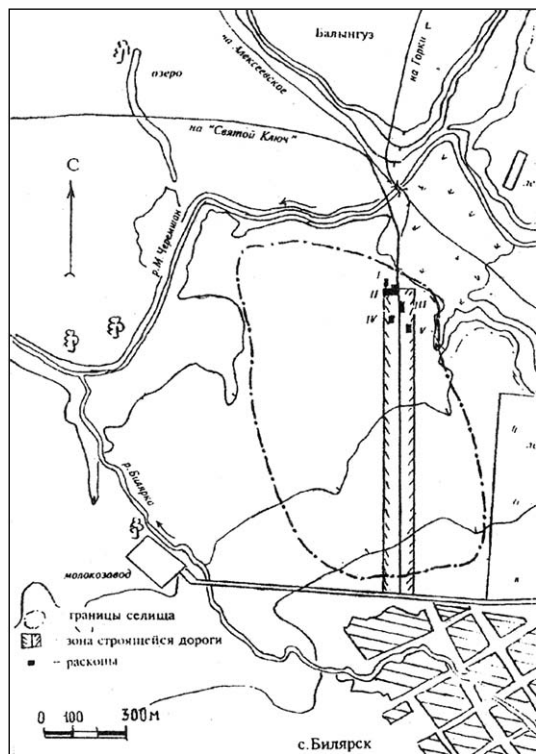 Балынгуз
на Алексеевское
на Горки
озеро
на "Святой Ключ"
С
р. М. Черемшан
I
II
III
IV
V
р. Билярка
молокозавод
границы селища
зона строящейся дороги
раскопы
0 100 300м
с. Билярск